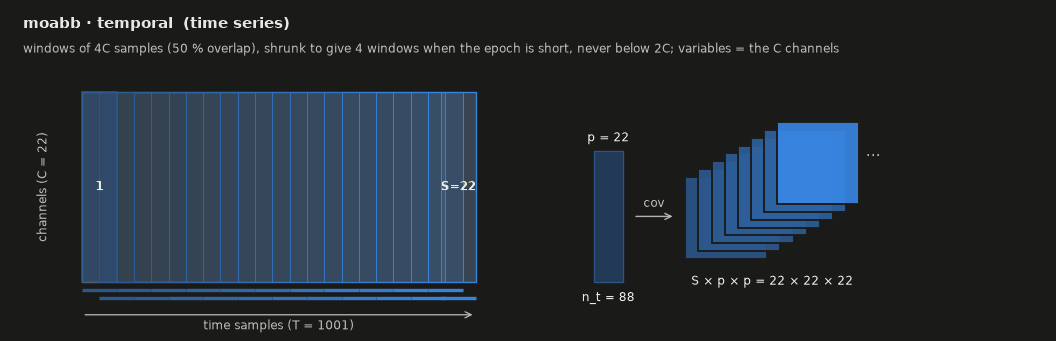 moabb · temporal  (time series)
windows of 4C samples (50 % overlap), shrunk to give 4 windows when the epoch is short, never below 2C; variables = the C channels
channels (C = 22)
1
S=22
time samples (T = 1001)
p = 22
n_t = 88
cov
...
S × p × p = 22 × 22 × 22